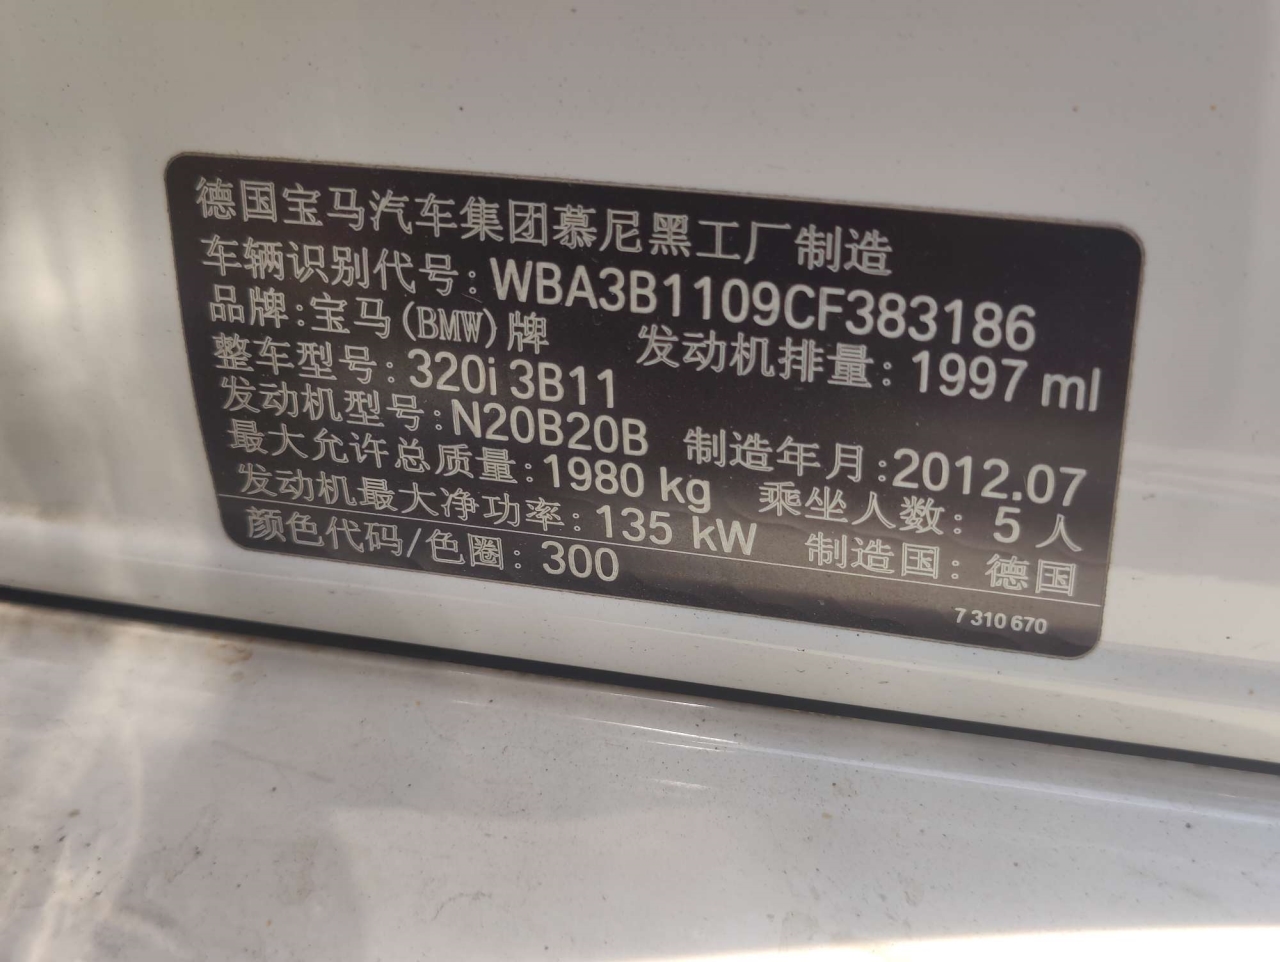 德国宝马汽车集团慕尼黑工厂制造
车辆识别代号: WBA3B1109CF383186
品牌:宝马(BMW)牌 发动机排量: 1997 ml
整车型号: 320i 3B11
发动机型号: N20B20B 制造年月:2012.07
最大允许总质量: 1980 kg 乘坐人数: 5 人
发动机最大净功率: 135 kW 制造国: 德国
颜色代码/色圈: 300
7 310 670